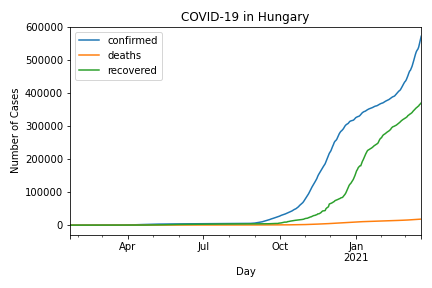 COVID-19 in Hungary
600000
500000
400000
300000
200000
100000
0
Number of Cases
confirmed
deaths
recovered
Apr
Jul
Oct
Jan
2021
Day